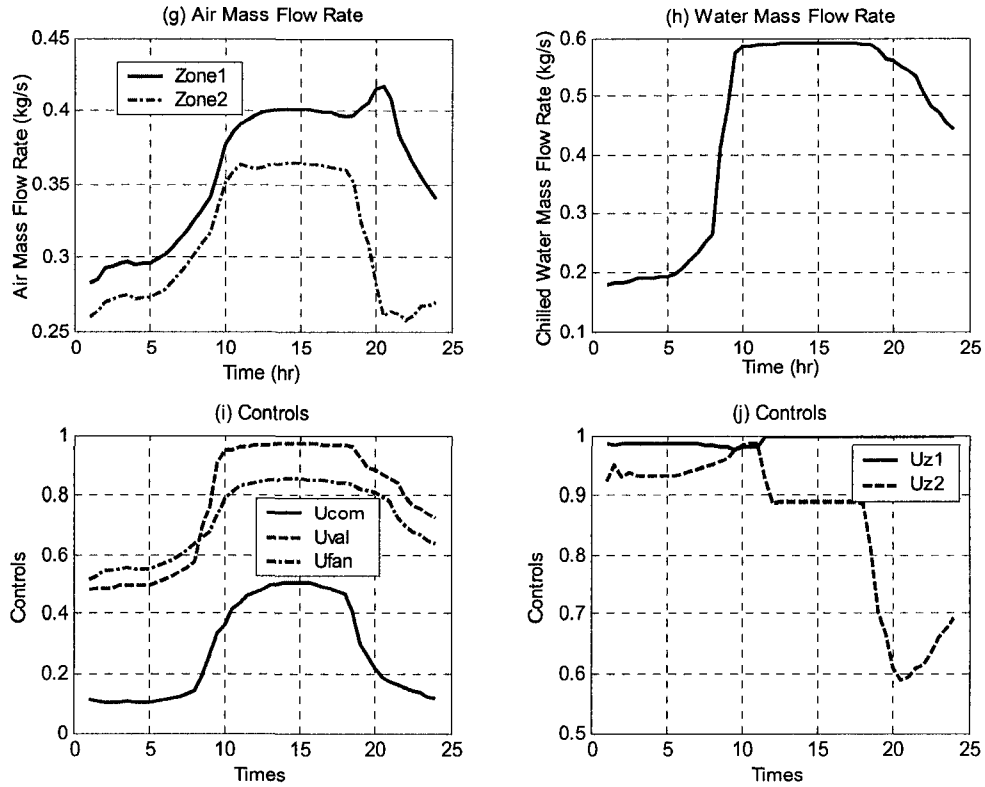 (g) Air Mass Flow Rate
Air Mass Flow Rate (kg/s)
0.45
0.4
0.35
0.3
0.25
Zone1
Zone2
0
5
10
15
20
25
Time (hr)
(h) Water Mass Flow Rate
Chilled Water Mass Flow Rate (kg/s)
0.6
0.5
0.4
0.3
0.2
0.1
0
5
10
15
20
25
Time (hr)
(i) Controls
Controls
1
0.8
0.6
0.4
0.2
0
Ucom
Uval
Ufan
0
5
10
15
20
25
Times
(j) Controls
Controls
1
0.9
0.8
0.7
0.6
0.5
Uz1
Uz2
0
5
10
15
20
25
Times